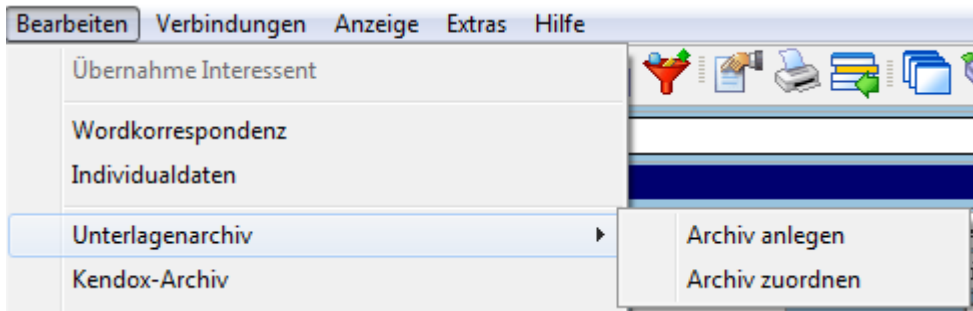 Bearbeiten Verbindungen Anzeige Extras Hilfe
Übernahme Interessent
Wordkorrespondenz
Individualdaten
Unterlagenarchiv
Archiv anlegen
Kendox-Archiv
Archiv zuordnen